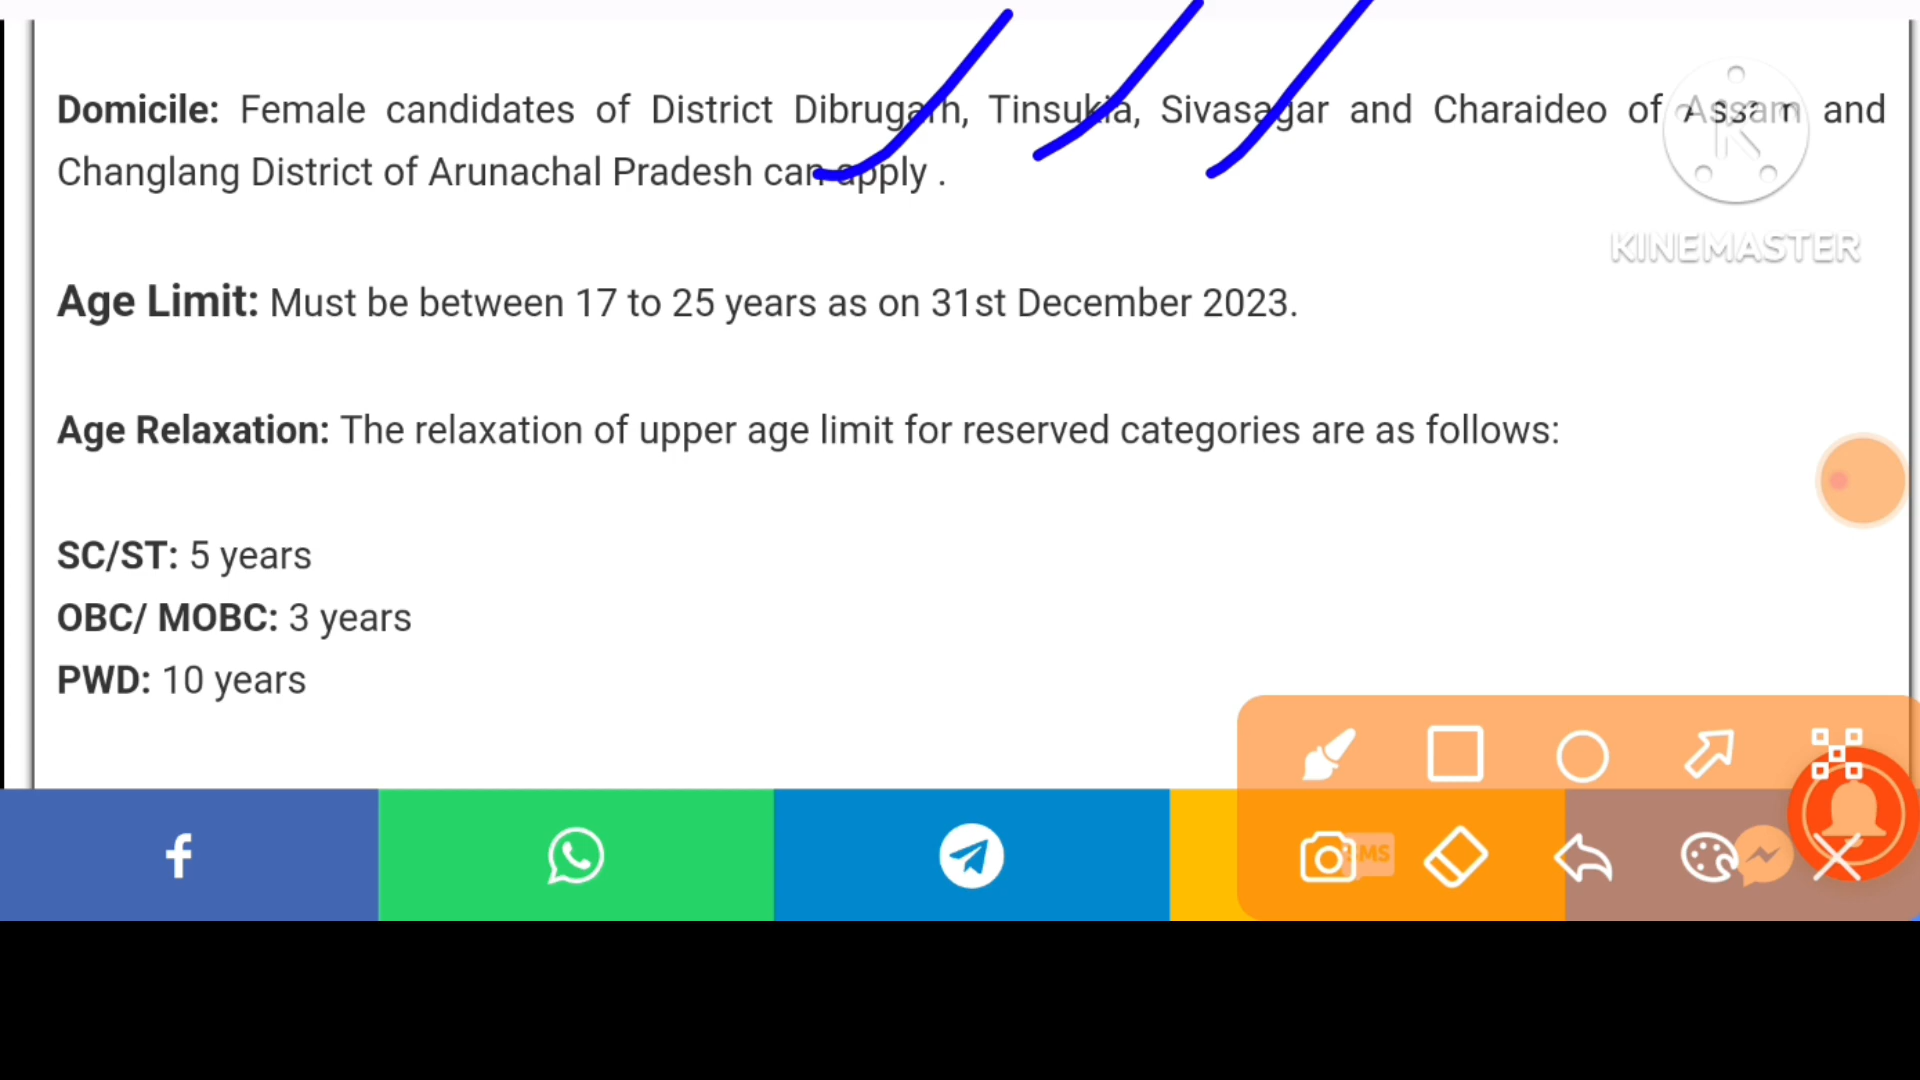 Domicile: Female candidates of District Dibrugarh, Tinsukia, Sivasagar and Charaideo of Assam and
Changlang District of Arunachal Pradesh can apply .
KINEMASTER
Age Limit: Must be between 17 to 25 years as on 31st December 2023.
Age Relaxation: The relaxation of upper age limit for reserved categories are as follows:
SC/ST: 5 years
OBC/ MOBC: 3 years
PWD: 10 years
SMS